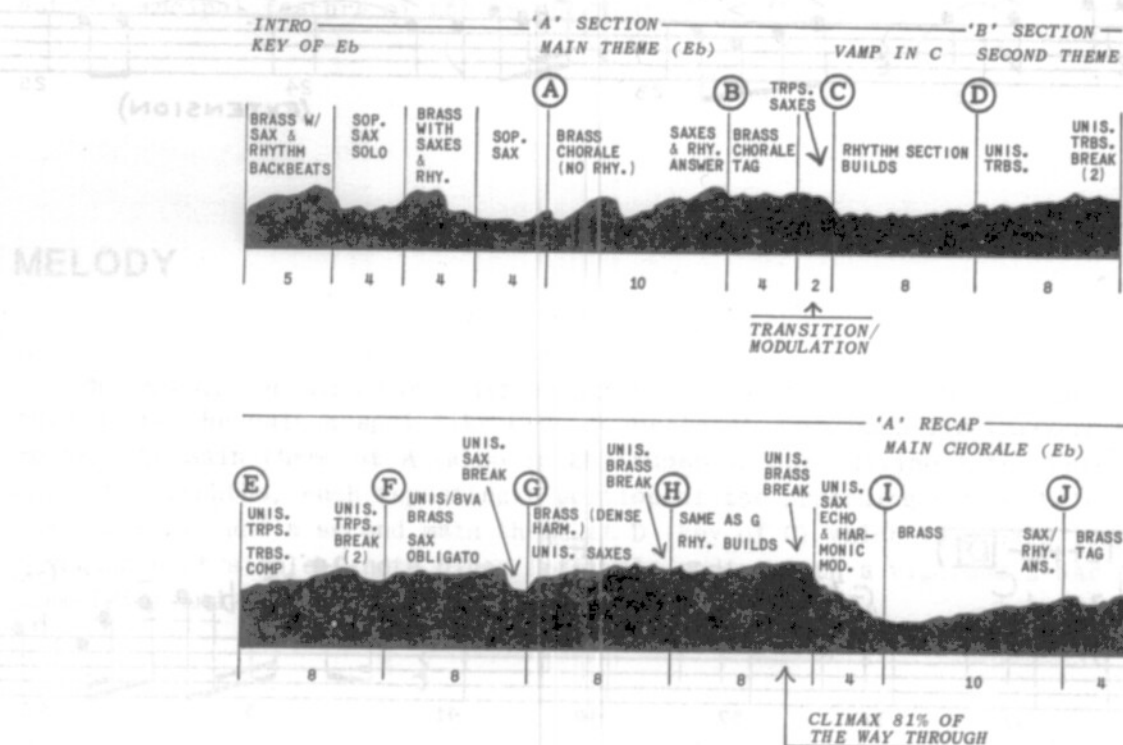 INTRO
KEY OF Eb
'A' SECTION
MAIN THEME (Eb)
'B' SECTION
VAMP IN C SECOND THEME
A
B
C
D
BRASS W/
SAX &
RHYTHM
BACKBEATS
SOP.
SAX
SOLO
BRASS
WITH
SAXES
&
RHY.
SOP.
SAX
BRASS
CHORALE
(NO RHY.)
SAXES
& RHY.
ANSWER
BRASS
CHORALE
TAG
TRPS.
SAXES
RHYTHM SECTION
BUILDS
UNIS.
TRBS.
UNIS.
TRBS.
BREAK
(2)
5 4 4 4 10 4 2 8 8
TRANSITION/
MODULATION
MELODY
'A' RECAP
MAIN CHORALE (Eb)
E
F
G
H
I
J
UNIS.
TRPS.
TRBS.
COMP
UNIS.
TRPS.
BREAK
(2)
UNIS/8VA
BRASS
SAX
OBLIGATO
UNIS.
SAX
BREAK
BRASS (DENSE
HARM.)
UNIS. SAXES
UNIS.
BRASS
BREAK
SAME AS G
RHY. BUILDS
UNIS.
BRASS
BREAK
UNIS.
SAX
ECHO
& HAR-
MONIC
MOD.
BRASS
SAX/
RHY.
ANS.
BRASS
TAG
8 8 8 8 4 10 4
CLIMAX 81% OF
THE WAY THROUGH